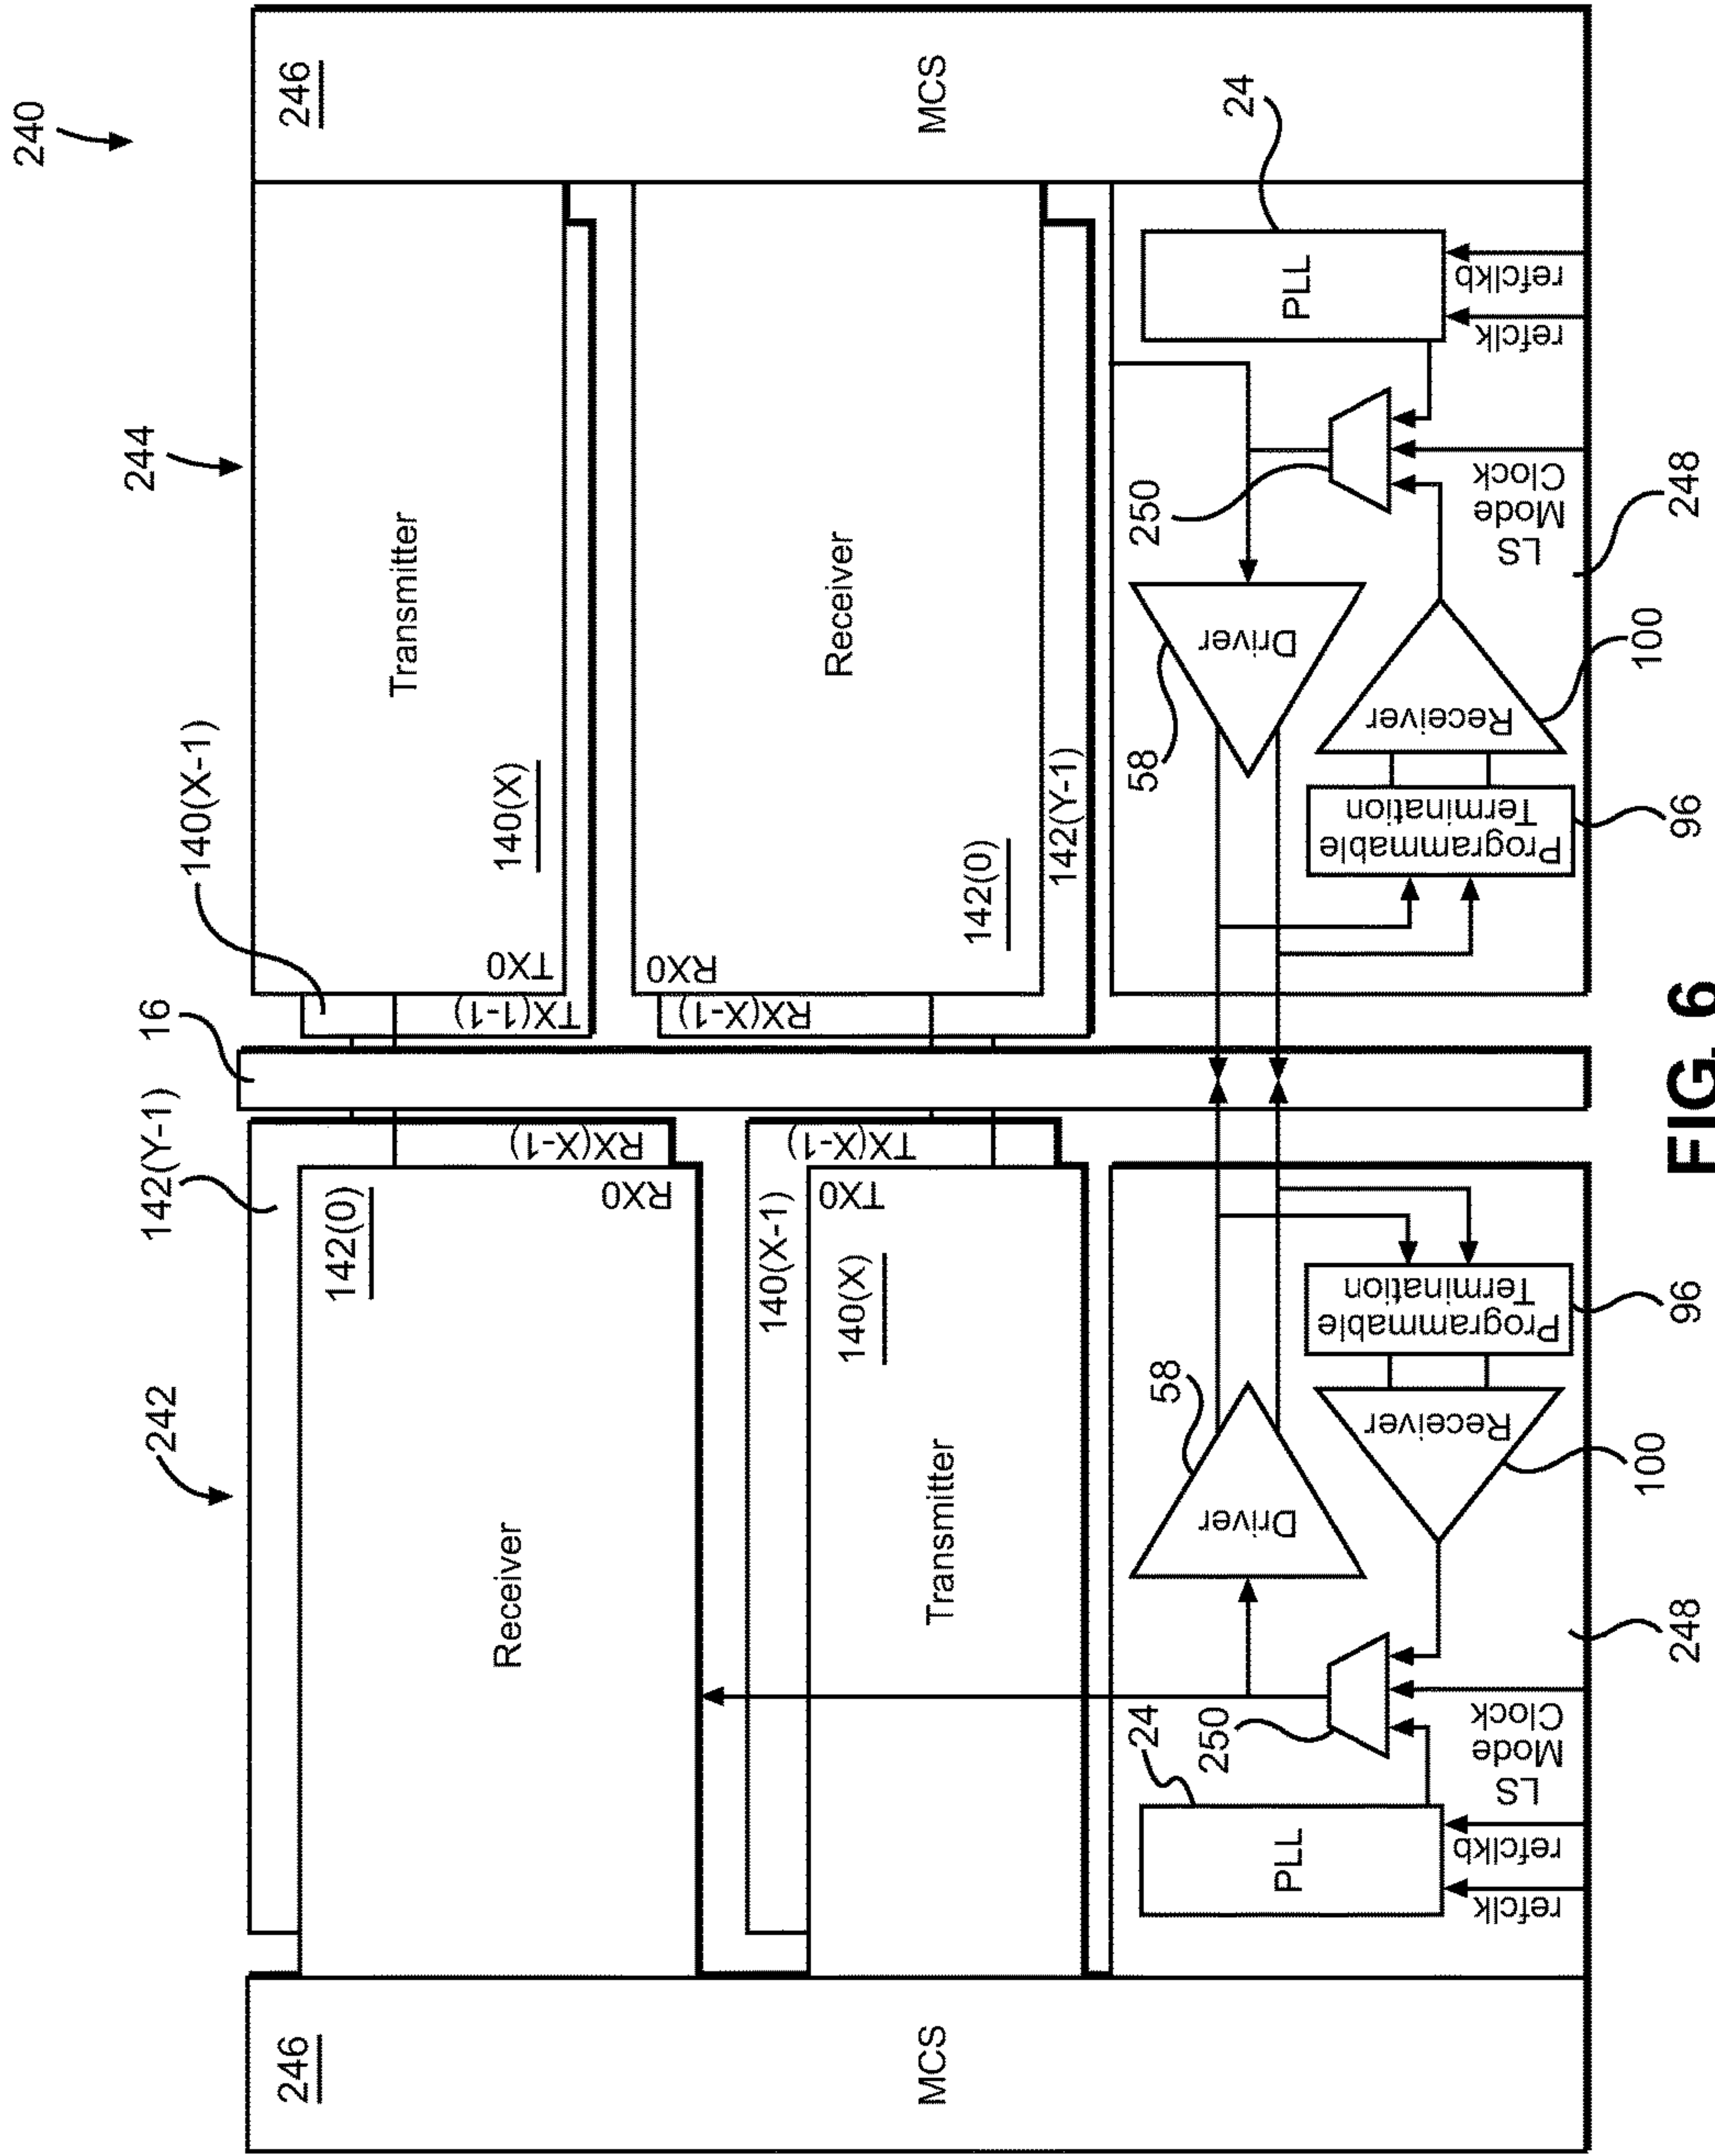 240
242
244
142(Y-1)
16
140(X-1)
246
142(0)
Receiver
RX0
RX(X-1)
140(X-1)
140(X)
Transmitter
TX0
TX(X-1)
MCS
Transmitter
140(X)
TX0
TX(1-1)
Receiver
142(0)
RX0
RX(X-1)
142(Y-1)
246
MCS
24
PLL
refclk
refclkb
250
LS
Mode
Clock
58
Driver
Receiver
100
Programmable
Termination
96
248
58
Driver
Programmable
Termination
96
Receiver
100
250
LS
Mode
Clock
24
PLL
refclk
refclkb
248
FIG. 6